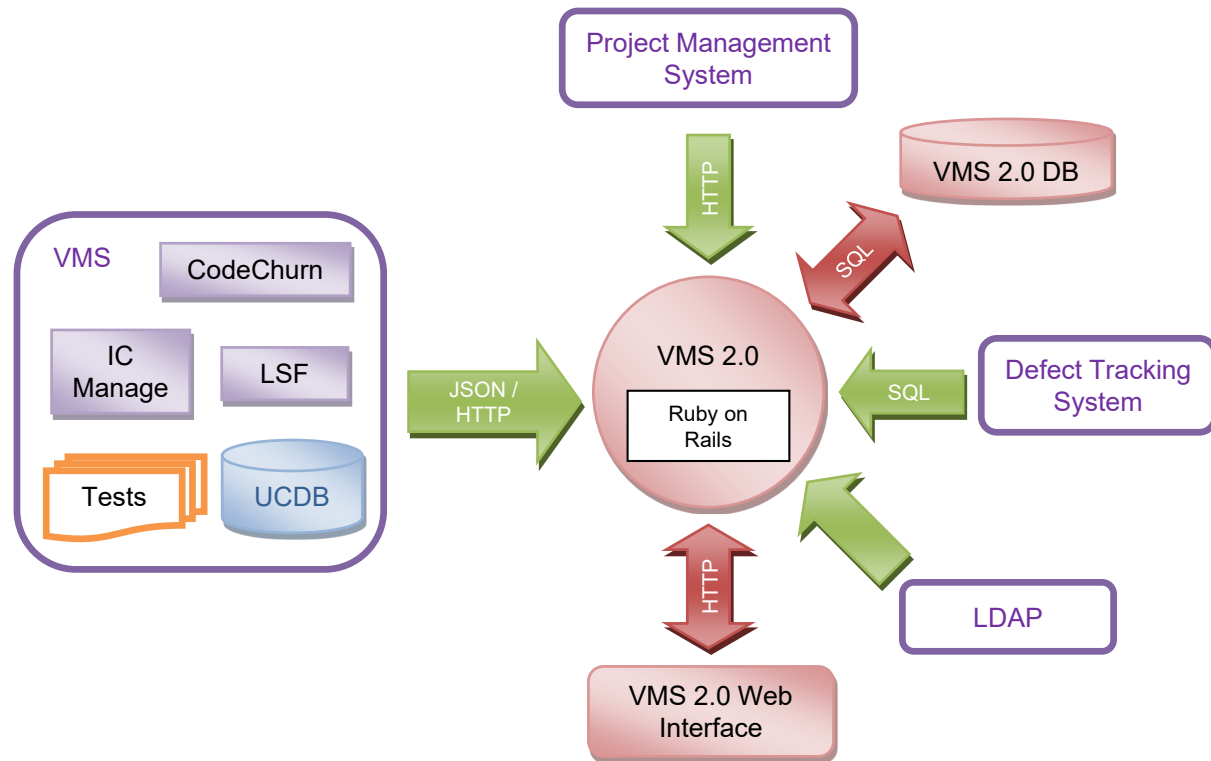 Project Management
System
HTTP
VMS 2.0 DB
SQL
VMS
CodeChurn
IC
Manage
LSF
Tests
UCDB
JSON /
HTTP
VMS 2.0
Ruby on
Rails
SQL
Defect Tracking
System
HTTP
LDAP
VMS 2.0 Web
Interface